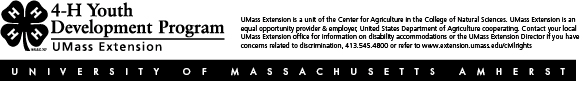 4-H Youth
Development Program
UMass Extension
UMass Extension is a unit of the Center for Agriculture in the College of Natural Sciences. UMass Extension is an
equal opportunity provider & employer, United States Department of Agriculture cooperating. Contact your local
UMass Extension office for information on disability accommodations or the UMass Extension Director if you have
concerns related to discrimination, 413.545.4800 or refer to www.extension.umass.edu/civilrights
UNIVERSITY OF MASSACHUSETTS AMHERST